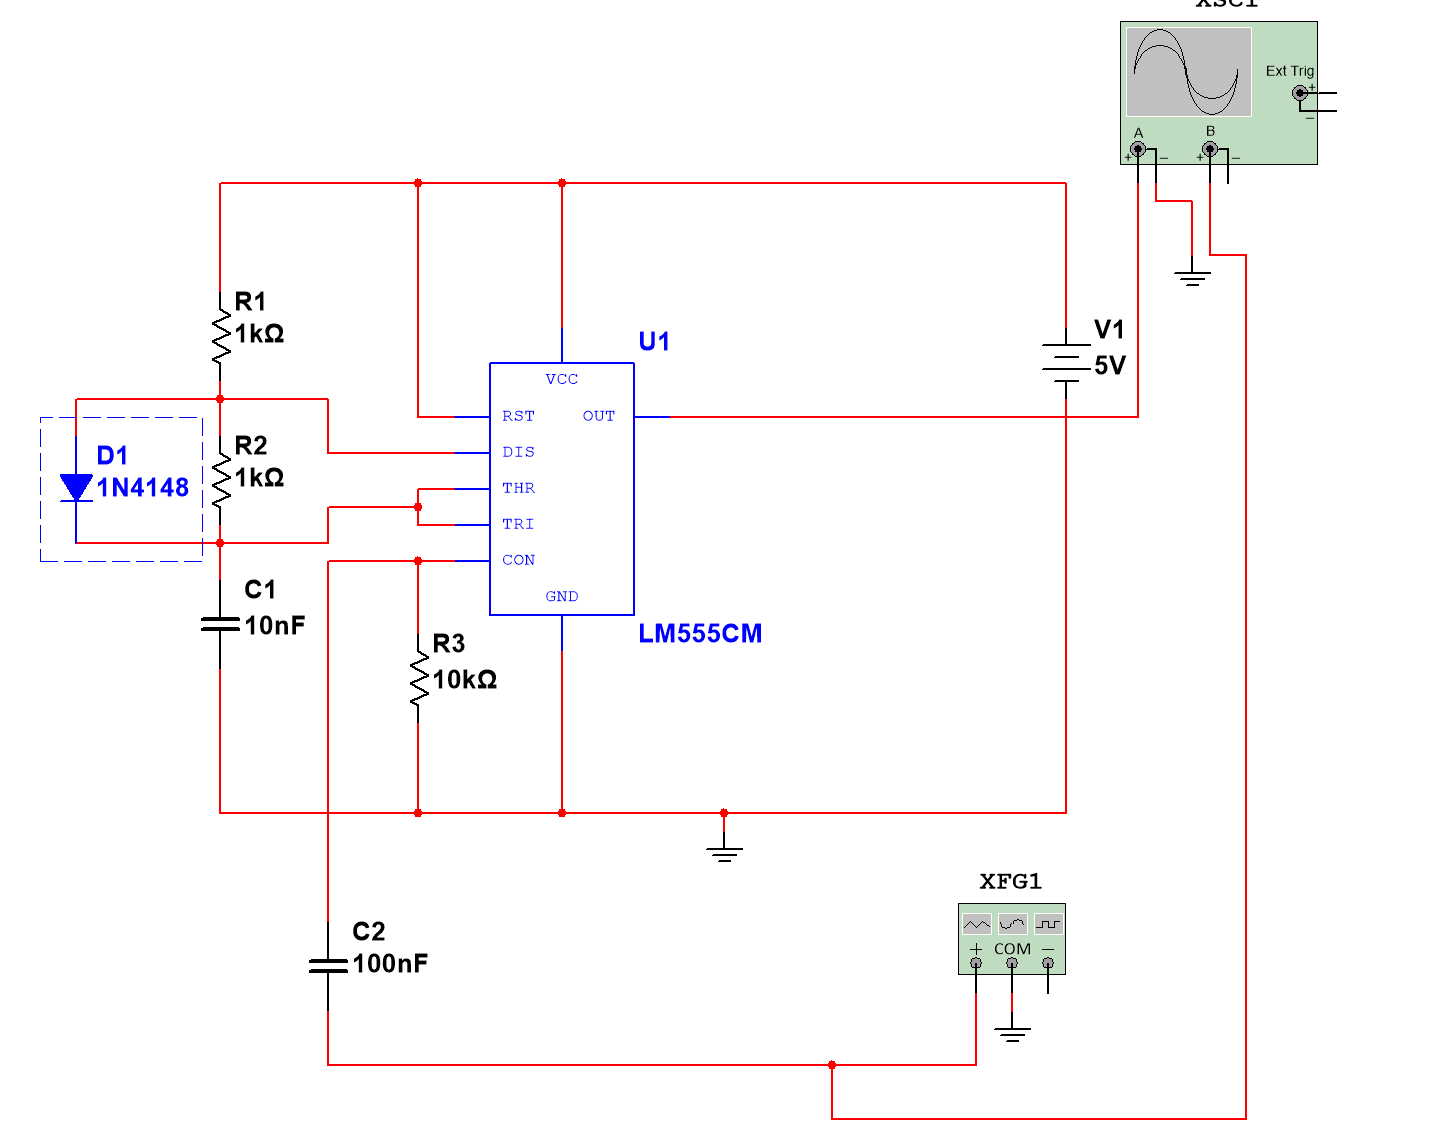 XSC1
Ext Trig
+
−
A
B
+
−
+
−
R1
1kΩ
V1
5V
U1
VCC
RST
OUT
D1
1N4148
R2
1kΩ
DIS
THR
TRI
CON
GND
C1
10nF
LM555CM
R3
10kΩ
XFG1
C2
100nF
+
COM
−